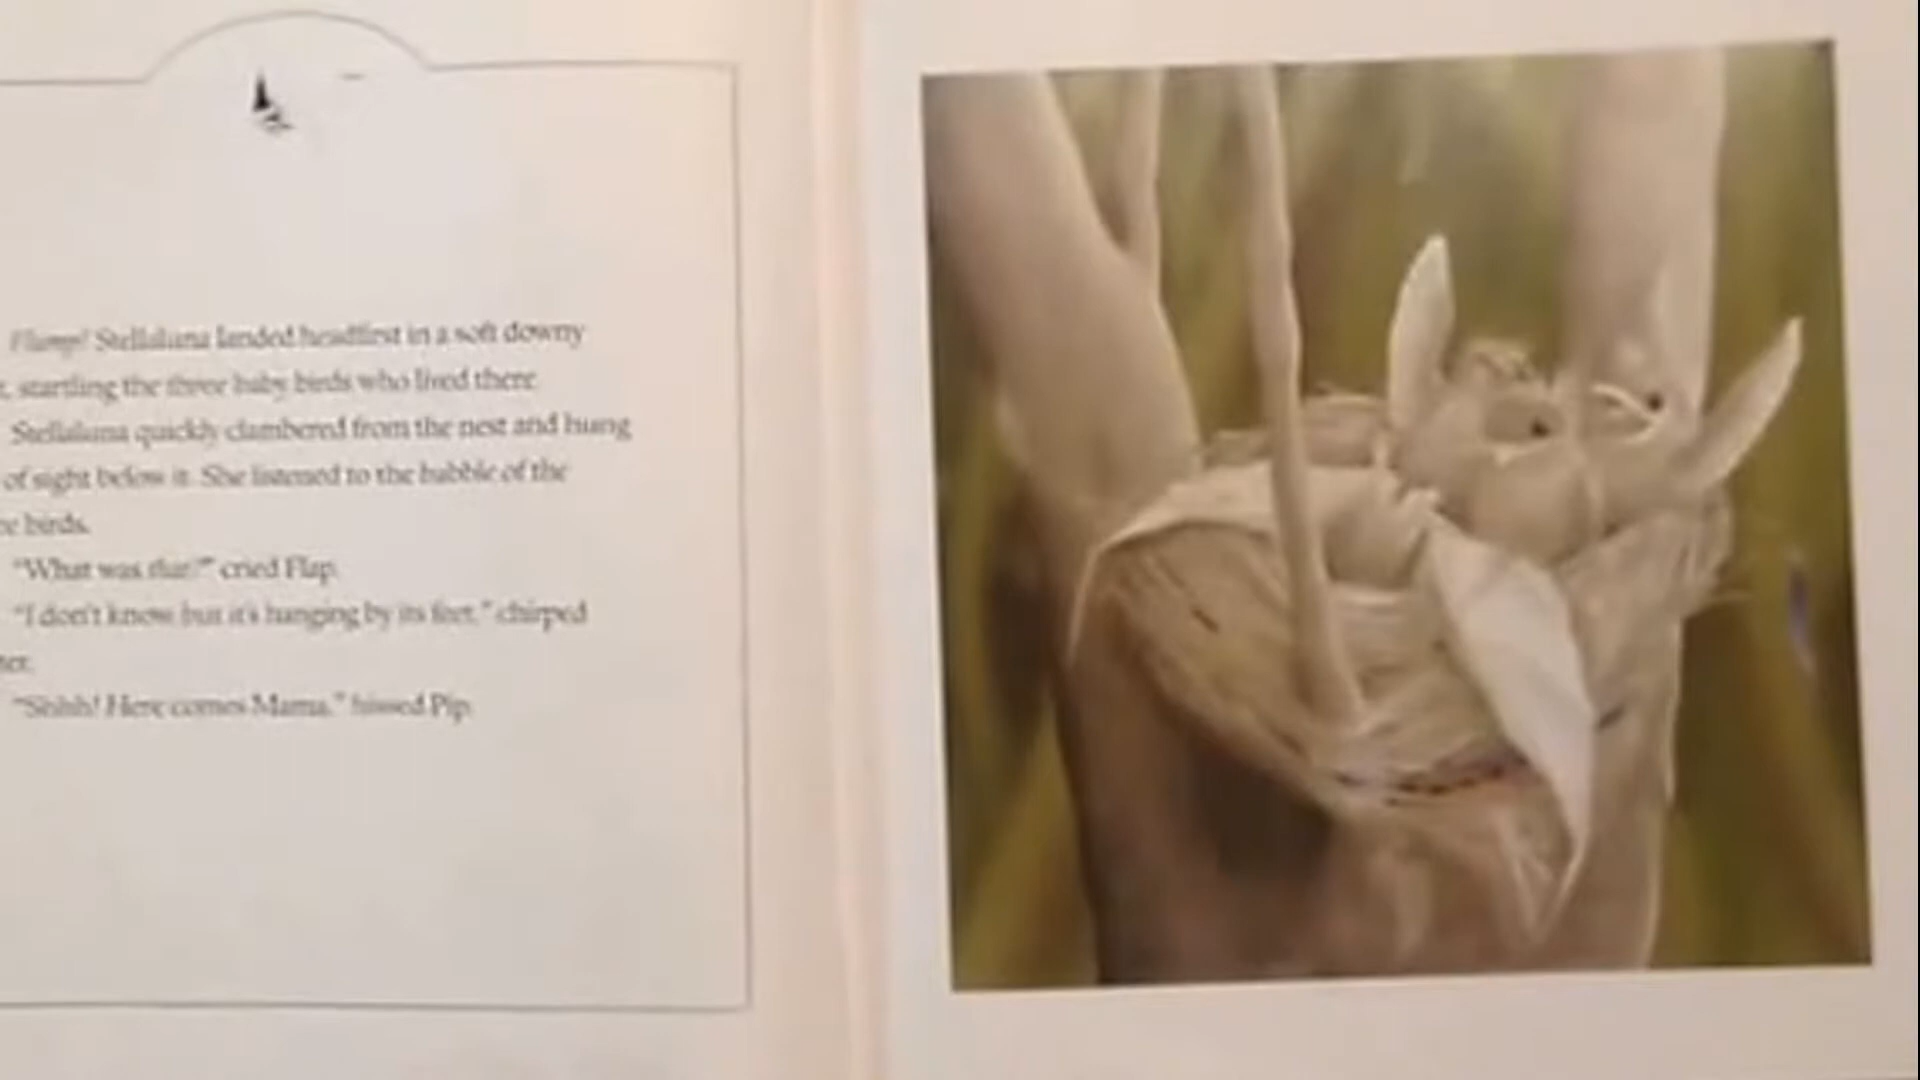 Flump! Stellaluna landed headfirst in a soft downy
startling the three baby birds who lived there
Stellaluna quickly clambered from the nest and hung
of sight below it. She listened to the babble of the
birds.
"What was that?" cried Flap.
"I don't know but it's hanging by its feet," chirped
"Shhh! Here comes Mama," hissed Pip.